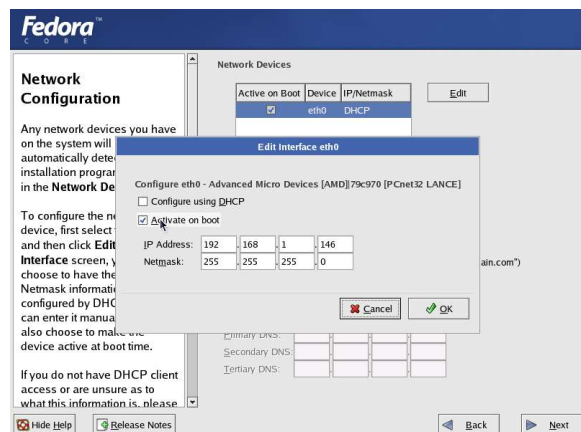 Fedora™
CORE
Network
Configuration
Any network devices you have
on the system will
automatically dete
installation progra
in the Network De
To configure the ne
device, first select
and then click Edit
Interface screen, y
choose to have the
Netmask informati
configured by DHC
can enter it manua
also choose to make the
device active at boot time.
If you do not have DHCP client
access or are unsure as to
what this information is, please
Network Devices
Active on Boot Device IP/Netmask
eth0 DHCP
Edit
Edit Interface eth0
Configure eth0 - Advanced Micro Devices [AMD]|79c970 [PCnet32 LANCE]
Configure using DHCP
Activate on boot
IP Address: 192 . 168 . 1 . 146
Netmask: 255 . 255 . 255 . 0
Cancel OK
ain.com")
Primary DNS:
Secondary DNS:
Tertiary DNS:
Hide Help Release Notes Back Next